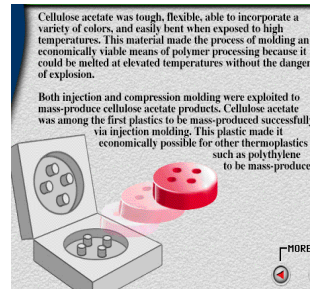 Cellulose acetate was tough, flexible, able to incorporate a
variety of colors, and easily bent when exposed to high
temperatures. This material made the process of molding an
economically viable means of polymer processing because it
could be melted at elevated temperatures without the danger
of explosion.
Both injection and compression molding were exploited to
mass-produce cellulose acetate products. Cellulose acetate
was among the first plastics to be mass-produced successfully
via injection molding. This plastic made it
economically possible for other thermoplastics
such as polythylene
to be mass-produce
MORE